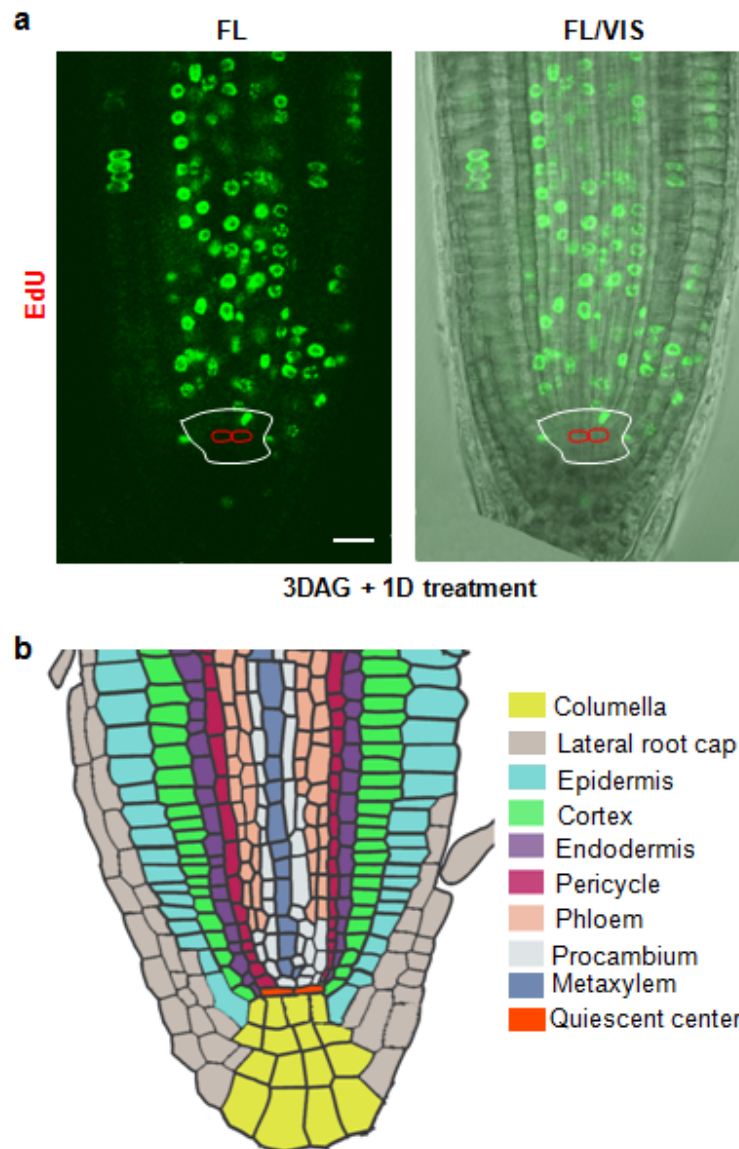 a
FL
FL/VIS
EdU
3DAG + 1D treatment
b
Columella
Lateral root cap
Epidermis
Cortex
Endodermis
Pericycle
Phloem
Procambium
Metaxylem
Quiescent center